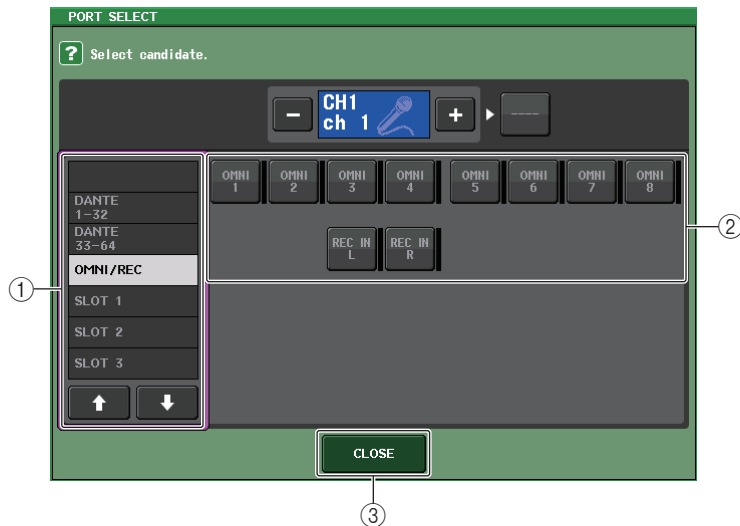 PORT SELECT
? Select candidate.
− CH1 + ----
ch 1
DANTE
1-32
DANTE
33-64
OMNI/REC
SLOT 1
SLOT 2
SLOT 3
OMNI 1
OMNI 2
OMNI 3
OMNI 4
OMNI 5
OMNI 6
OMNI 7
OMNI 8
REC IN L
REC IN R
CLOSE
①
②
③